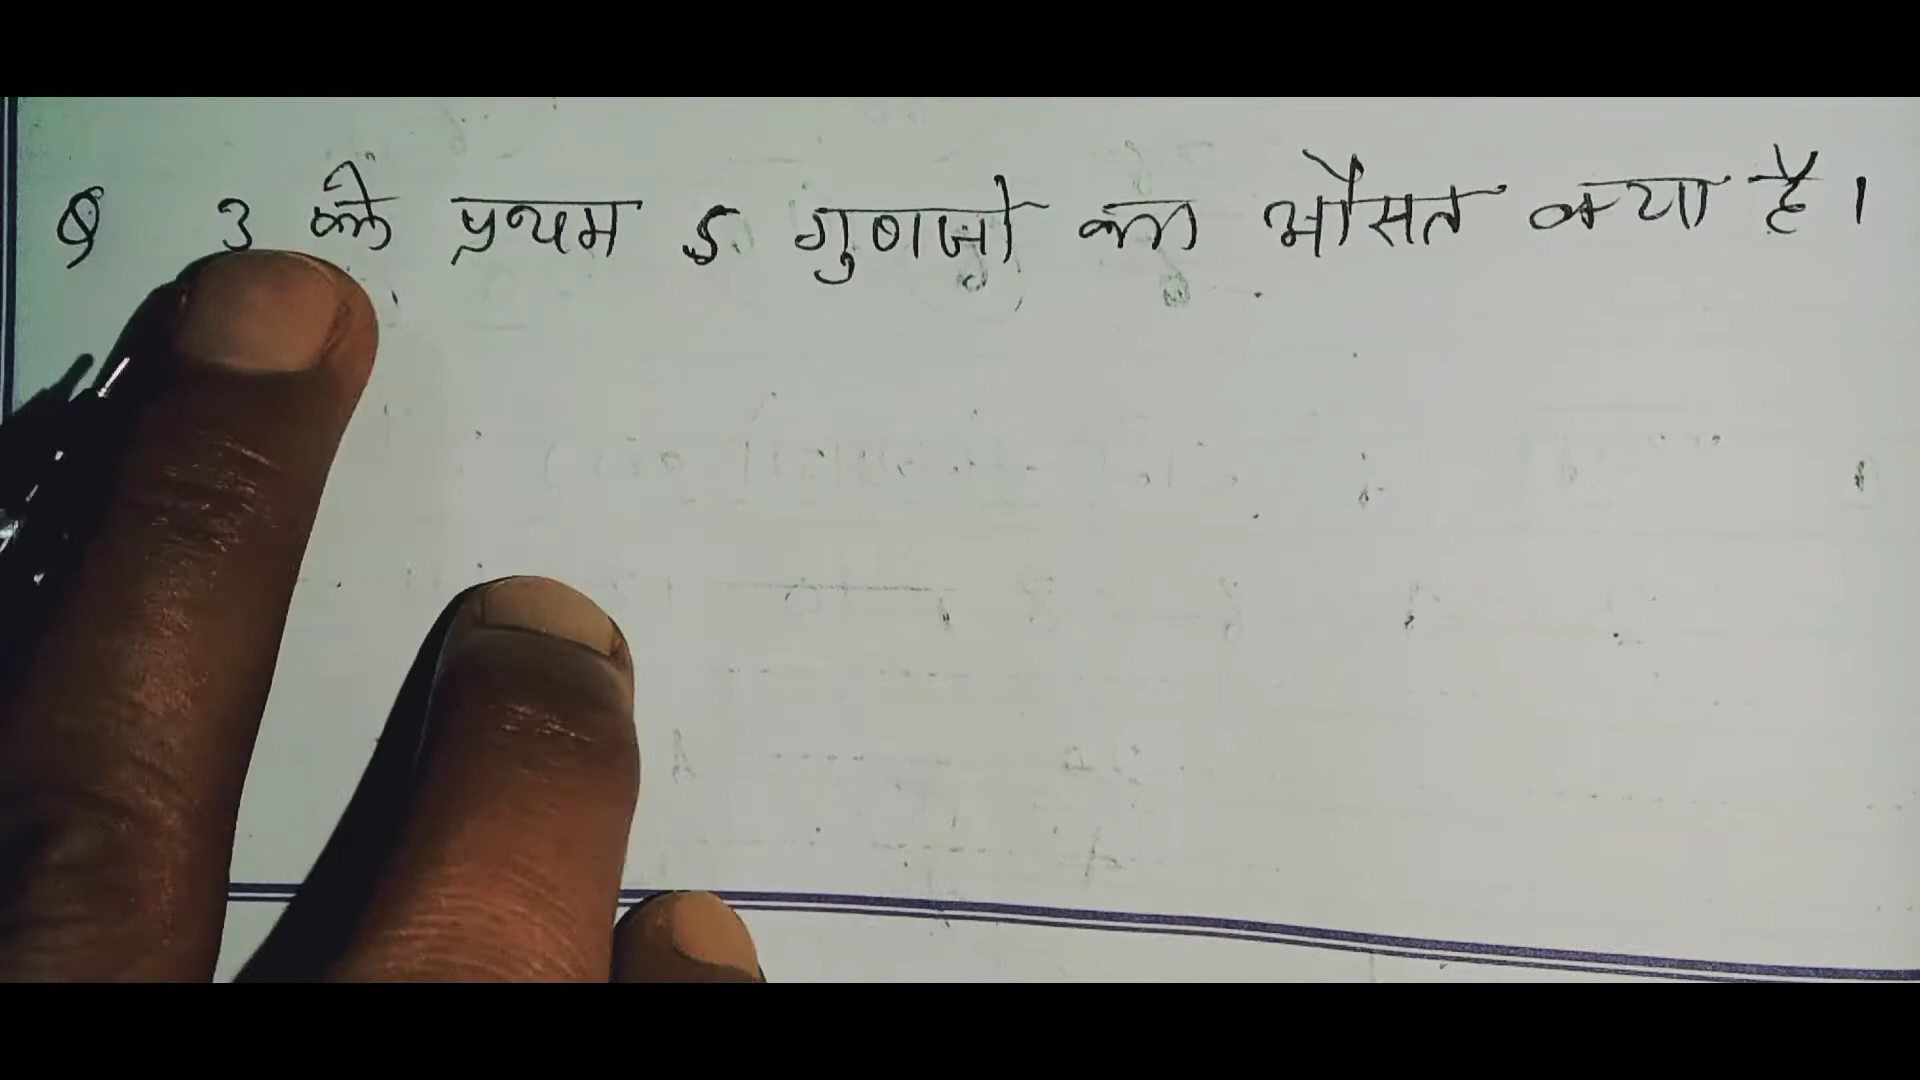 Q 3 के प्रथम 5 गुणजो का औसत क्या है।